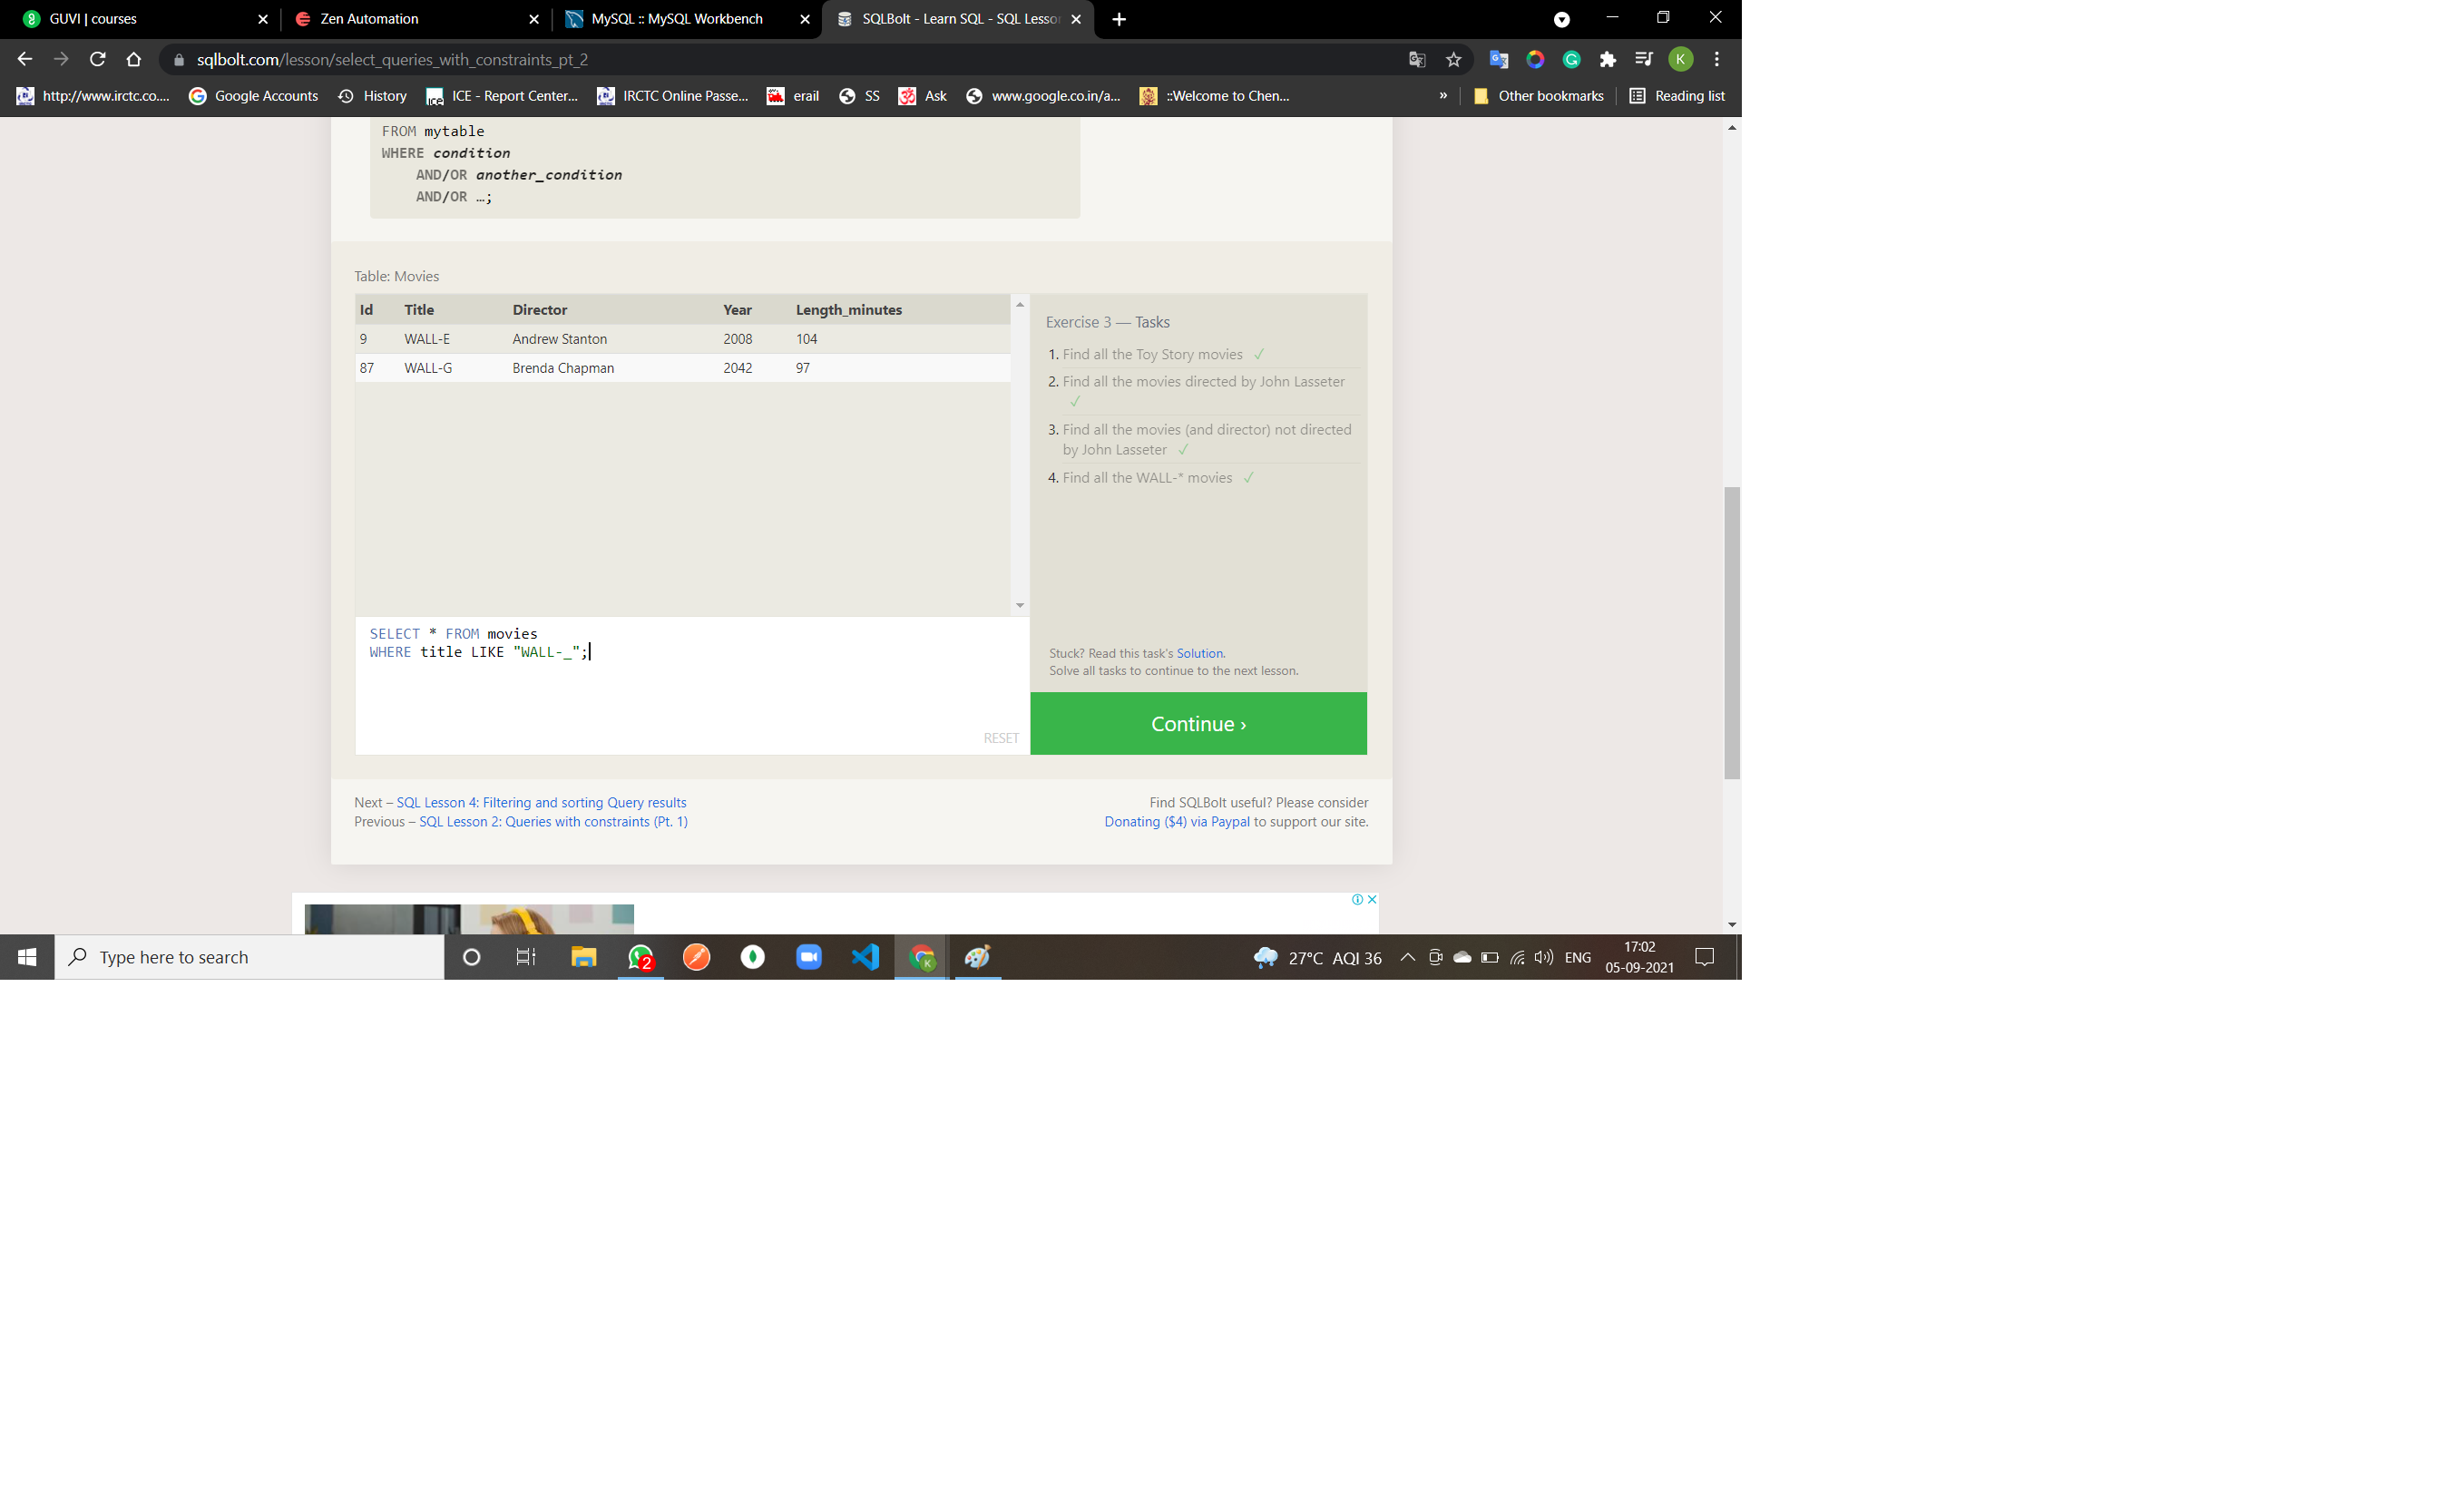 GUVI | courses
Zen Automation
MySQL :: MySQL Workbench
SQLBolt - Learn SQL - SQL Lesso
sqlbolt.com/lesson/select_queries_with_constraints_pt_2
K
http://www.irctc.co.... Google Accounts History ICE - Report Center... IRCTC Online Passe... erail SS Ask www.google.co.in/a... ::Welcome to Chen... » Other bookmarks Reading list
FROM mytable
WHERE condition
AND/OR another_condition
AND/OR …;
Table: Movies
Id Title Director Year Length_minutes
9 WALL-E Andrew Stanton 2008 104
87 WALL-G Brenda Chapman 2042 97
Exercise 3 — Tasks
1. Find all the Toy Story movies ✓
2. Find all the movies directed by John Lasseter
✓
3. Find all the movies (and director) not directed
by John Lasseter ✓
4. Find all the WALL-* movies ✓
SELECT * FROM movies
WHERE title LIKE "WALL-_";
RESET
Stuck? Read this task's Solution.
Solve all tasks to continue to the next lesson.
Continue ›
Next – SQL Lesson 4: Filtering and sorting Query results
Previous – SQL Lesson 2: Queries with constraints (Pt. 1)
Find SQLBolt useful? Please consider
Donating ($4) via Paypal to support our site.
Type here to search
2
K
27°C AQI 36
ENG
17:02
05-09-2021